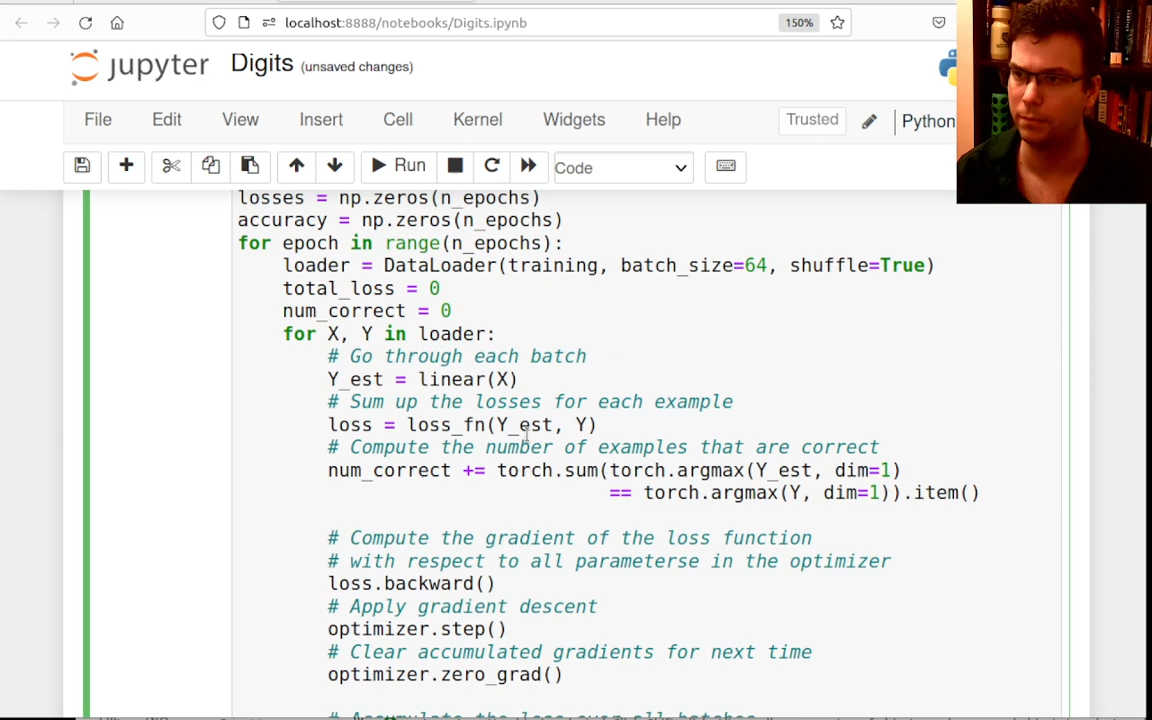 localhost:8888/notebooks/Digits.ipynb
150%
jupyter Digits (unsaved changes)
File Edit View Insert Cell Kernel Widgets Help
Trusted
Python
Run
Code
losses = np.zeros(n_epochs)
accuracy = np.zeros(n_epochs)
for epoch in range(n_epochs):
loader = DataLoader(training, batch_size=64, shuffle=True)
total_loss = 0
num_correct = 0
for X, Y in loader:
# Go through each batch
Y_est = linear(X)
# Sum up the losses for each example
loss = loss_fn(Y_est, Y)
# Compute the number of examples that are correct
num_correct += torch.sum(torch.argmax(Y_est, dim=1)
== torch.argmax(Y, dim=1)).item()
# Compute the gradient of the loss function
# with respect to all parameterse in the optimizer
loss.backward()
# Apply gradient descent
optimizer.step()
# Clear accumulated gradients for next time
optimizer.zero_grad()
# Accumulate the loss over all batches